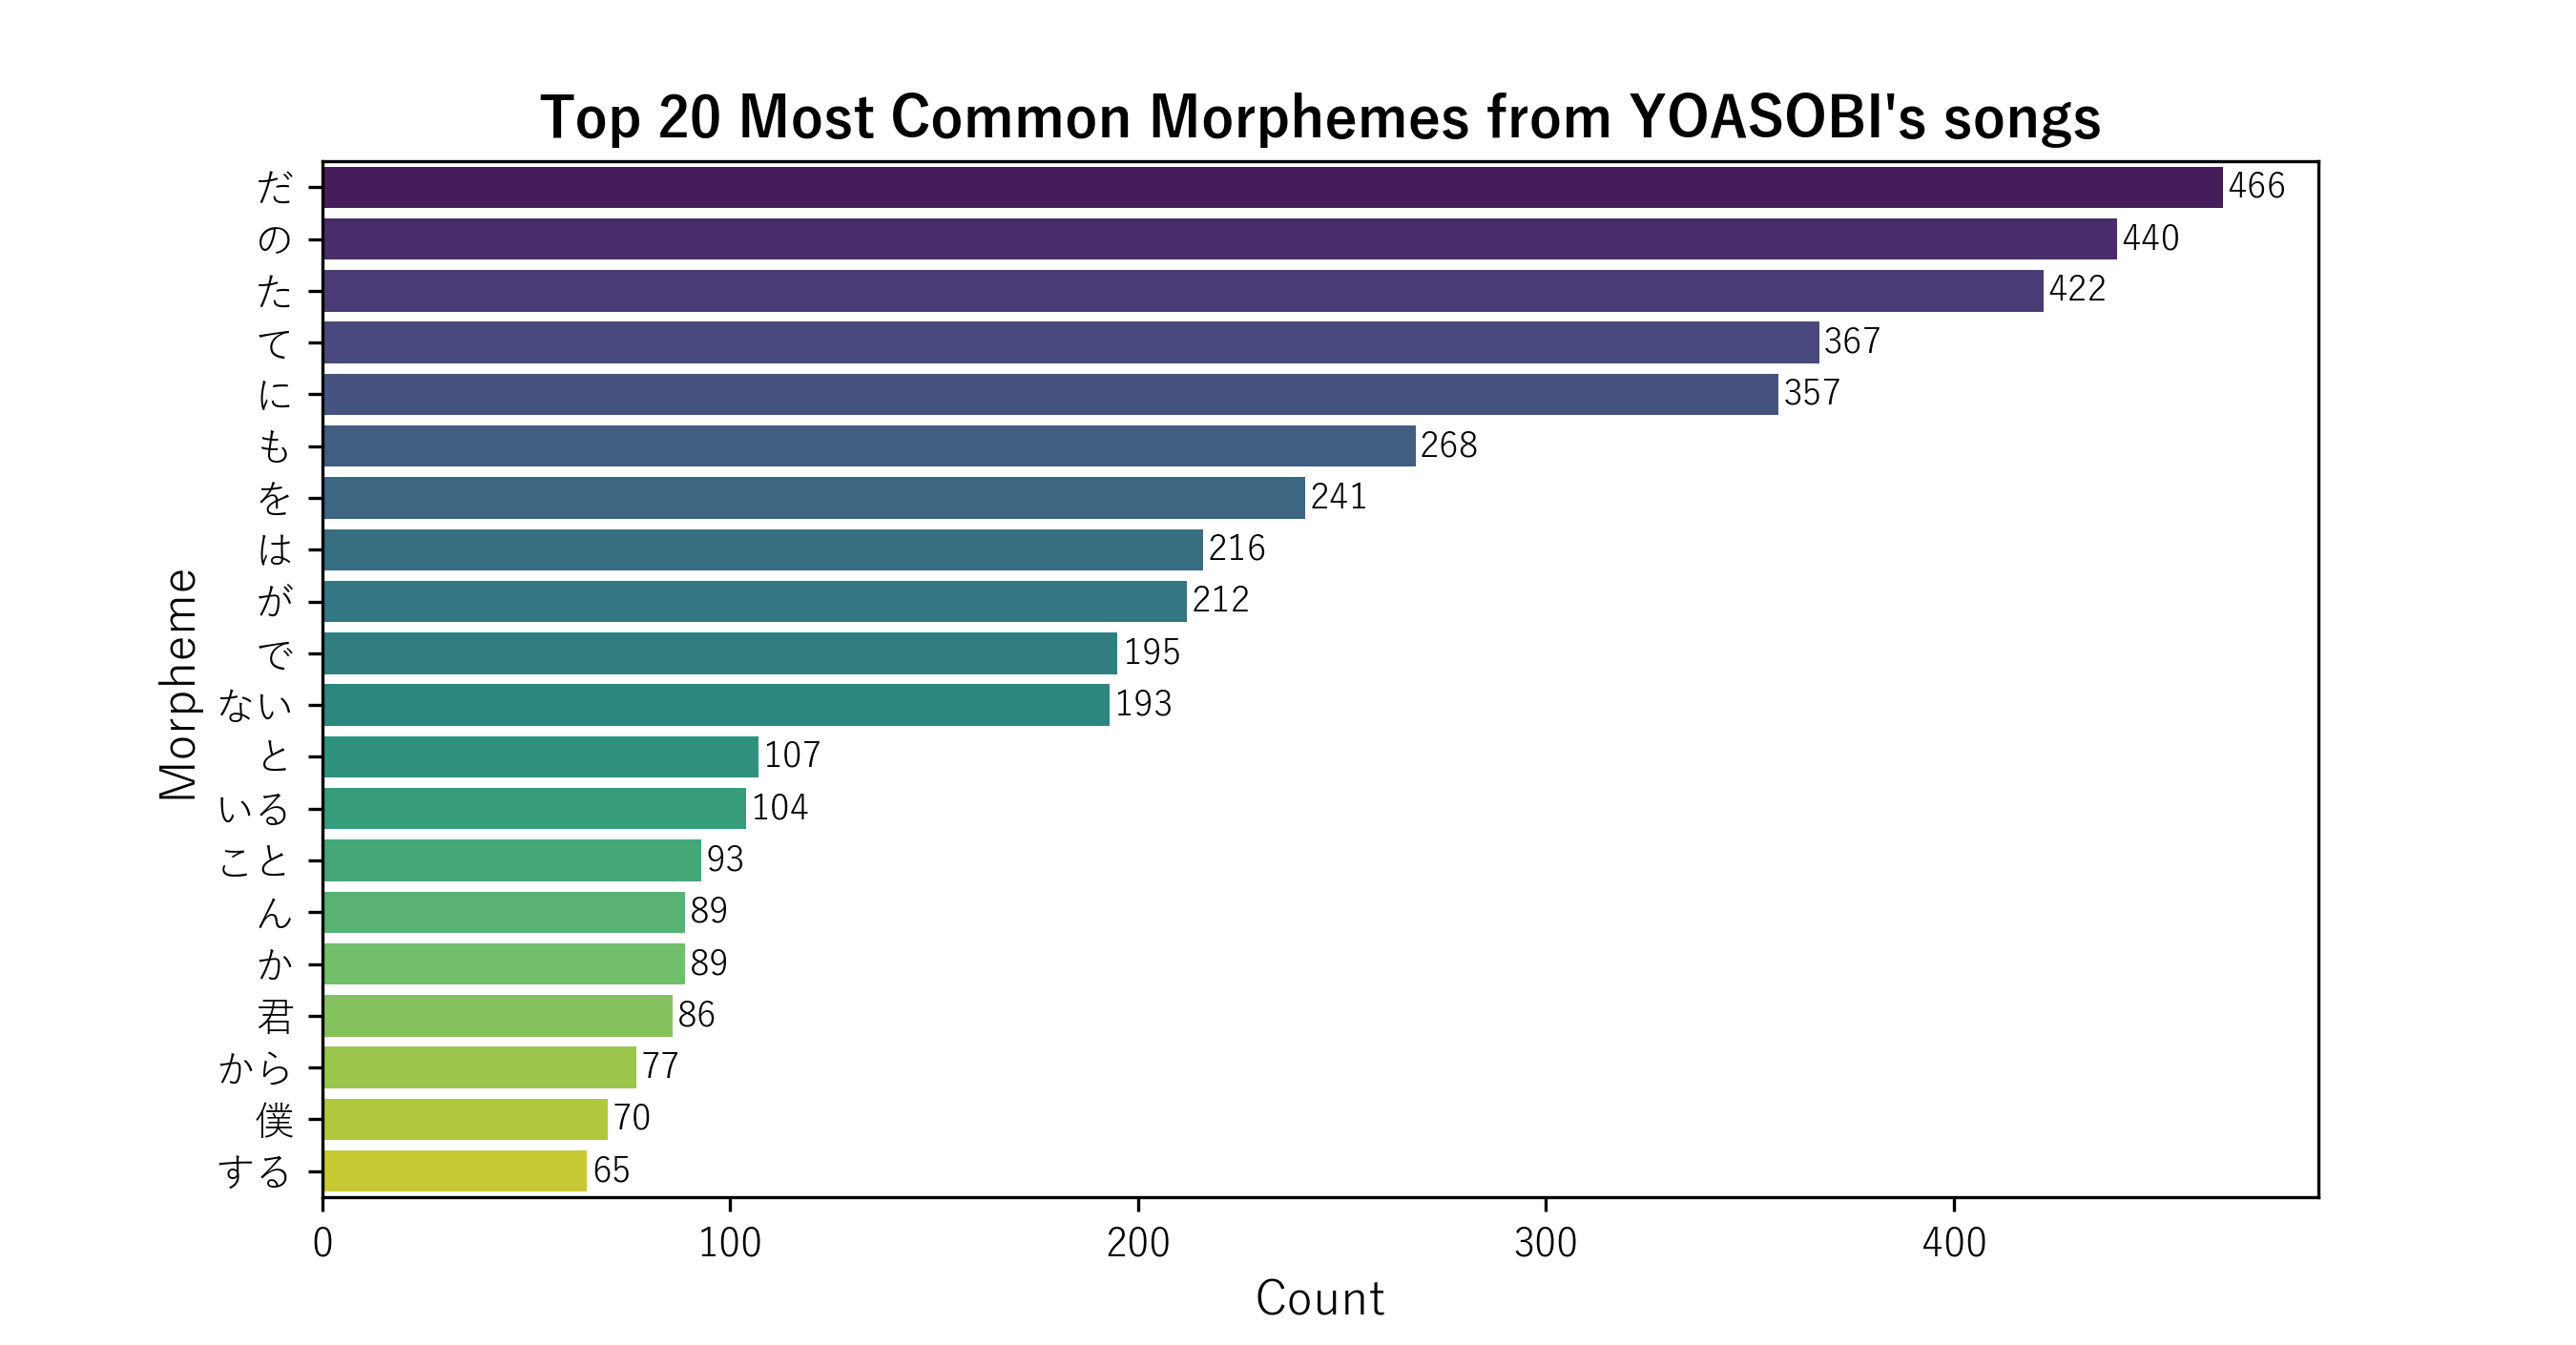 Top 20 Most Common Morphemes from YOASOBI's songs
だ 466
の 440
た 422
て 367
に 357
も 268
を 241
は 216
が 212
で 195
ない 193
と 107
いる 104
こと 93
ん 89
か 89
君 86
から 77
僕 70
する 65
Morpheme
0 100 200 300 400
Count